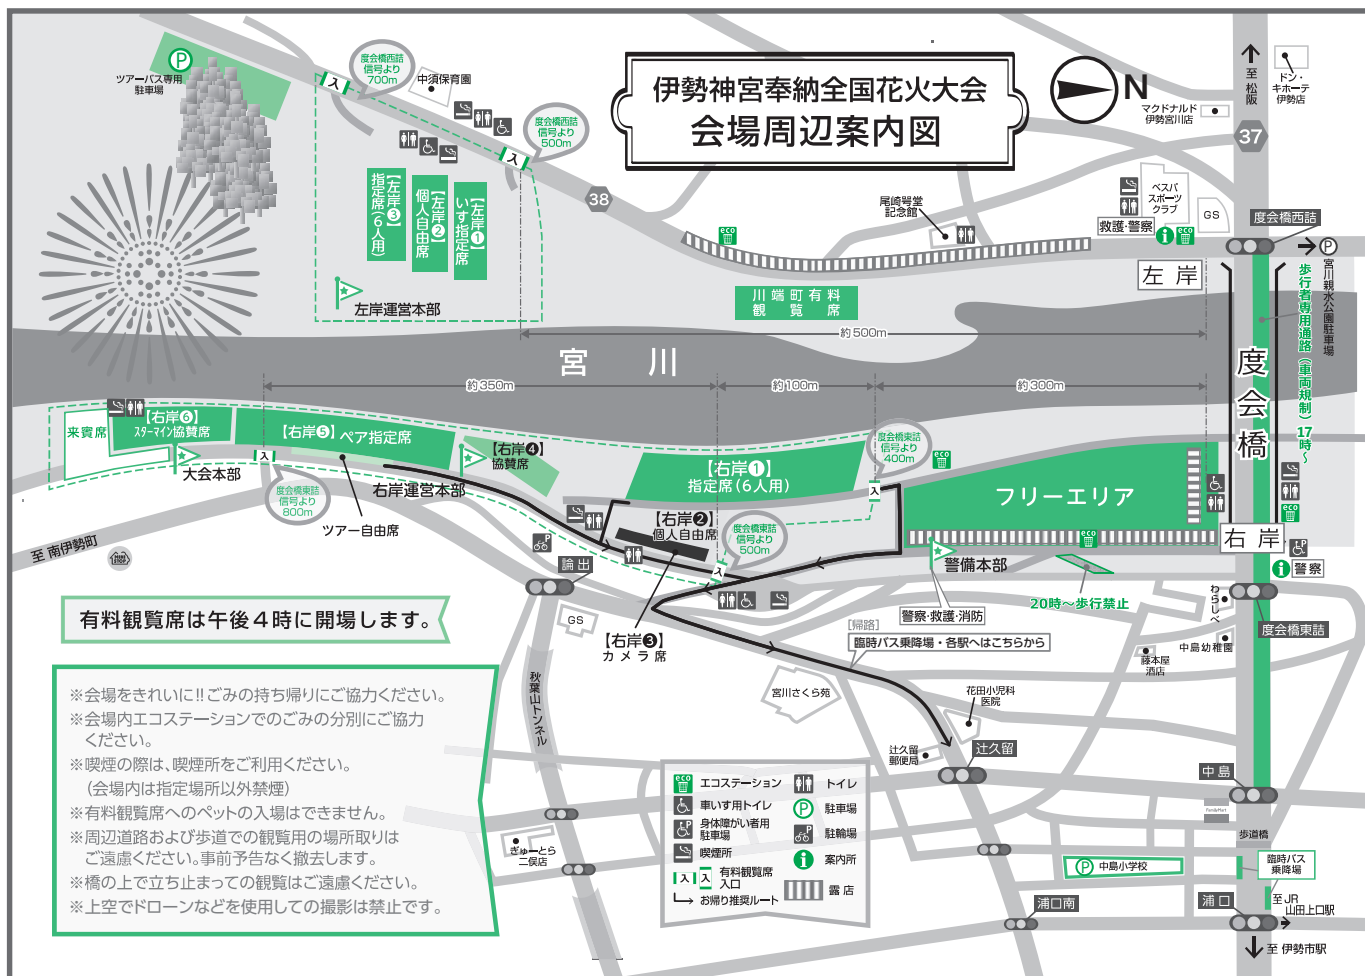 伊勢神宮奉納全国花火大会
会場周辺案内図
N
P
ツアーバス専用
駐車場
入
度会橋西詰
信号より
700m
中須保育園
度会橋西詰
信号より
500m
入
38
【左岸❸】
指定席(6人用)
【左岸❷】
個人自由席
【左岸❶】
いす指定席
左岸運営本部
尾崎咢堂
記念館
eco
川端町有料
観覧席
救護・警察
ベスパ
スポーツ
クラブ
GS
eco
マクドナルド
伊勢宮川店
ドン・
キホーテ
伊勢店
至 松阪
37
度会橋西詰
P
宮川親水公園駐車場
左岸
歩行者専用通路(車両規制)17時〜
度会橋
約500m
宮川
約350m
約100m
約300m
来賓席
【右岸❻】
スターマイン協賛席
【右岸❺】ペア指定席
【右岸❹】
協賛席
【右岸❶】
指定席(6人用)
度会橋東詰
信号より
400m
eco
フリーエリア
入
大会本部
入
度会橋東詰
信号より
800m
ツアー自由席
右岸運営本部
【右岸❷】
個人自由席
度会橋東詰
信号より
500m
入
eco
右岸
eco
警備本部
警察
至 南伊勢町
論出
20時〜歩行禁止
警察・救護・消防
わらしべ
度会橋東詰
中島幼稚園
藤本屋
酒店
GS
【右岸❸】
カメラ席
[帰路]
臨時バス乗降場・各駅へはこちらから
有料観覧席は午後4時に開場します。
宮川さくら苑
花田小児科
医院
辻久留
郵便局
辻久留
秋葉山トンネル
中島
FamilyMart
歩道橋
※会場をきれいに!!ごみの持ち帰りにご協力ください。
※会場内エコステーションでのごみの分別にご協力
ください。
※喫煙の際は、喫煙所をご利用ください。
(会場内は指定場所以外禁煙)
※有料観覧席へのペットの入場はできません。
※周辺道路および歩道での観覧用の場所取りは
ご遠慮ください。事前予告なく撤去します。
※橋の上で立ち止まっての観覧はご遠慮ください。
※上空でドローンなどを使用しての撮影は禁止です。
ぎゅーとら
二俣店
eco エコステーション
車いす用トイレ
P 身体障がい者用
駐車場
喫煙所
入 入 有料観覧席
入口
お帰り推奨ルート
トイレ
P 駐車場
P 駐輪場
i 案内所
露店
P 中島小学校
臨時バス
乗降場
浦口南
浦口
至JR
山田上口駅
至 伊勢市駅